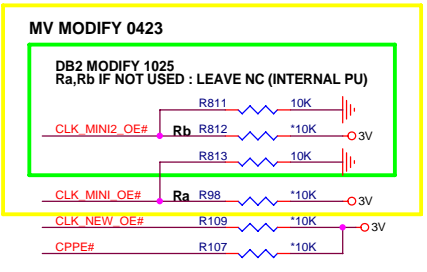 MV MODIFY 0423
DB2 MODIFY 1025
Ra,Rb IF NOT USED : LEAVE NC (INTERNAL PU)
R811 10K
CLK_MINI2_OE# Rb R812 *10K 3V
R813 10K
CLK_MINI_OE# Ra R98 *10K 3V
CLK_NEW_OE# R109 *10K 3V
CPPE# R107 *10K